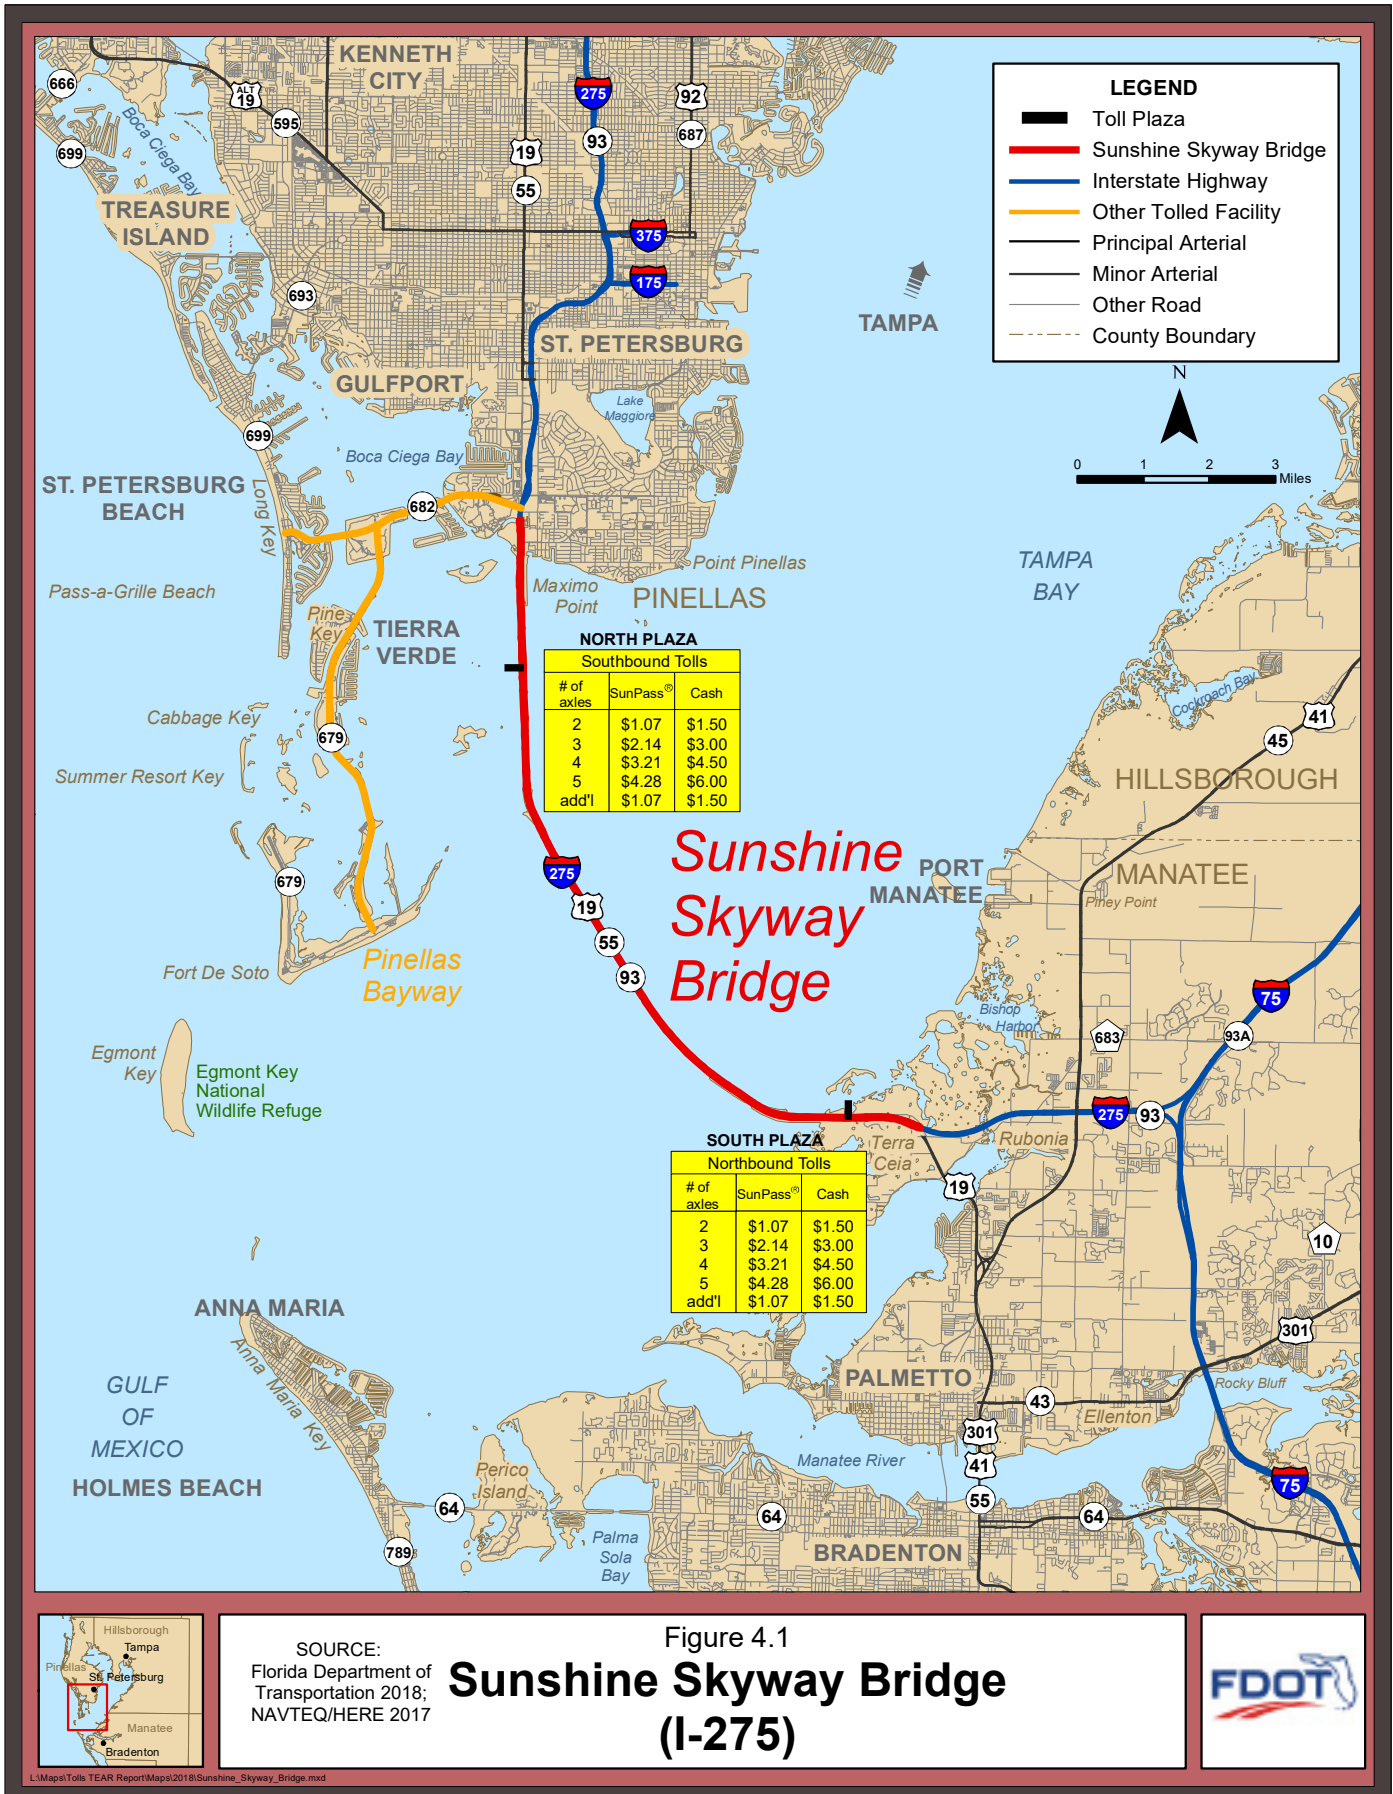 KENNETH
CITY
666
ALT
19
595
699
Boca Ciega Bay
275
93
92
687
19
55
TREASURE
ISLAND
375
175
693
TAMPA
ST. PETERSBURG
GULFPORT
Lake
Maggiore
699
Boca Ciega Bay
LEGEND
Toll Plaza
Sunshine Skyway Bridge
Interstate Highway
Other Tolled Facility
Principal Arterial
Minor Arterial
Other Road
County Boundary
N
0 1 2 3
Miles
ST. PETERSBURG
BEACH
Long Key
682
Point Pinellas
TAMPA
BAY
Pass-a-Grille Beach
Maximo
Point
PINELLAS
Pine
Key
TIERRA
VERDE
NORTH PLAZA
Southbound Tolls
# of
axles
SunPass® Cash
2 $1.07 $1.50
3 $2.14 $3.00
4 $3.21 $4.50
5 $4.28 $6.00
add'l $1.07 $1.50
Cockroach Bay
41
45
Cabbage Key
679
Summer Resort Key
HILLSBOROUGH
Sunshine
Skyway
Bridge
275
19
55
93
PORT
MANATEE
MANATEE
Piney Point
679
Pinellas
Bayway
Fort De Soto
75
Bishop
Harbor
683
93A
Egmont
Key
Egmont Key
National
Wildlife Refuge
275
93
SOUTH PLAZA
Terra
Ceia
Rubonia
Northbound Tolls
# of
axles
SunPass® Cash
2 $1.07 $1.50
3 $2.14 $3.00
4 $3.21 $4.50
5 $4.28 $6.00
add'l $1.07 $1.50
19
10
ANNA MARIA
Anna Maria Key
301
GULF
OF
MEXICO
PALMETTO
Rocky Bluff
43
Ellenton
301
41
Manatee River
HOLMES BEACH
Perico
Island
75
55
64
64
64
789
Palma
Sola
Bay
BRADENTON
Hillsborough
Tampa
Pinellas
St. Petersburg
Manatee
Bradenton
SOURCE:
Florida Department of
Transportation 2018;
NAVTEQ/HERE 2017
Figure 4.1
Sunshine Skyway Bridge
(I-275)
FDOT
L:\Maps\Tolls TEAR Report\Maps\2018\Sunshine_Skyway_Bridge.mxd